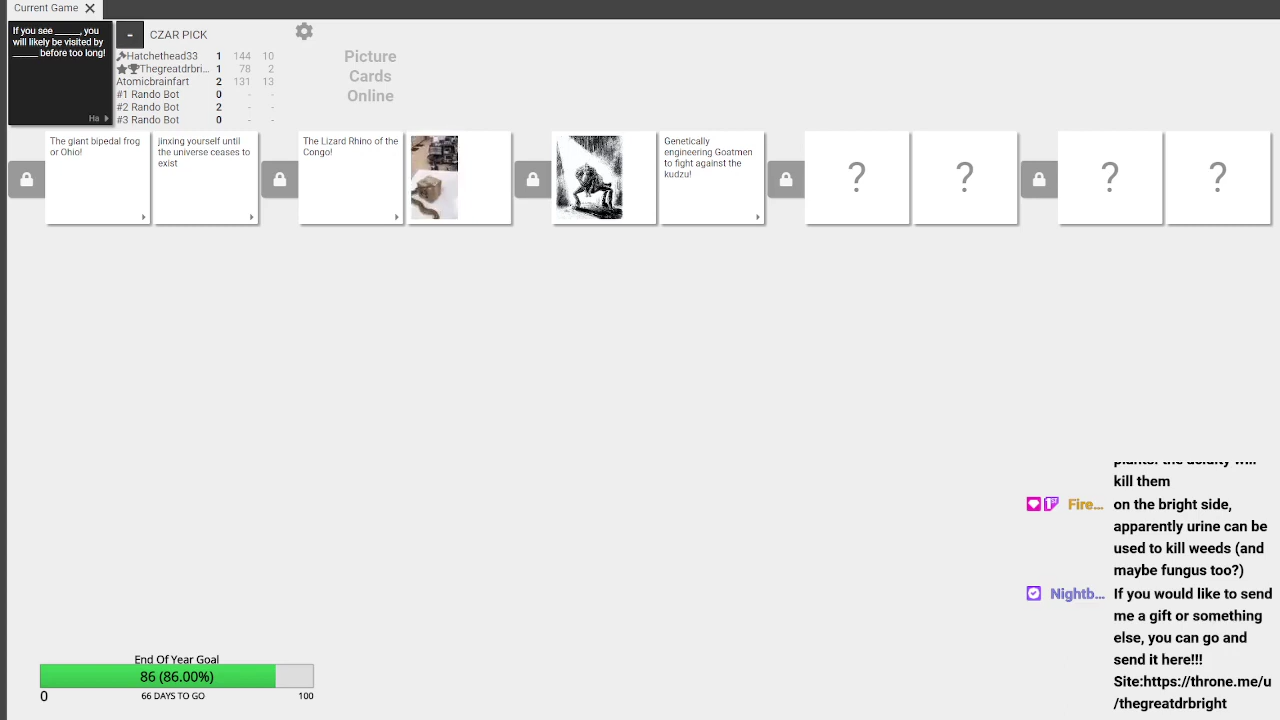 Current Game
If you see _____, you
will likely be visited by
_____ before too long!
Ha
-
CZAR PICK
Hatchethead33 1 144 10
Thegreatdrbri... 1 78 2
Atomicbrainfart 2 131 13
#1 Rando Bot 0 - -
#2 Rando Bot 2 - -
#3 Rando Bot 0 - -
Picture
Cards
Online
The giant bipedal frog
or Ohio!
jinxing yourself until
the universe ceases to
exist
The Lizard Rhino of the
Congo!
Genetically
engineering Goatmen
to fight against the
kudzu!
?
?
?
?
kill them
Fire...
on the bright side,
apparently urine can be
used to kill weeds (and
maybe fungus too?)
Nightb...
If you would like to send
me a gift or something
else, you can go and
send it here!!!
Site:https://throne.me/u
/thegreatdrbright
End Of Year Goal
86 (86.00%)
0
66 DAYS TO GO
100